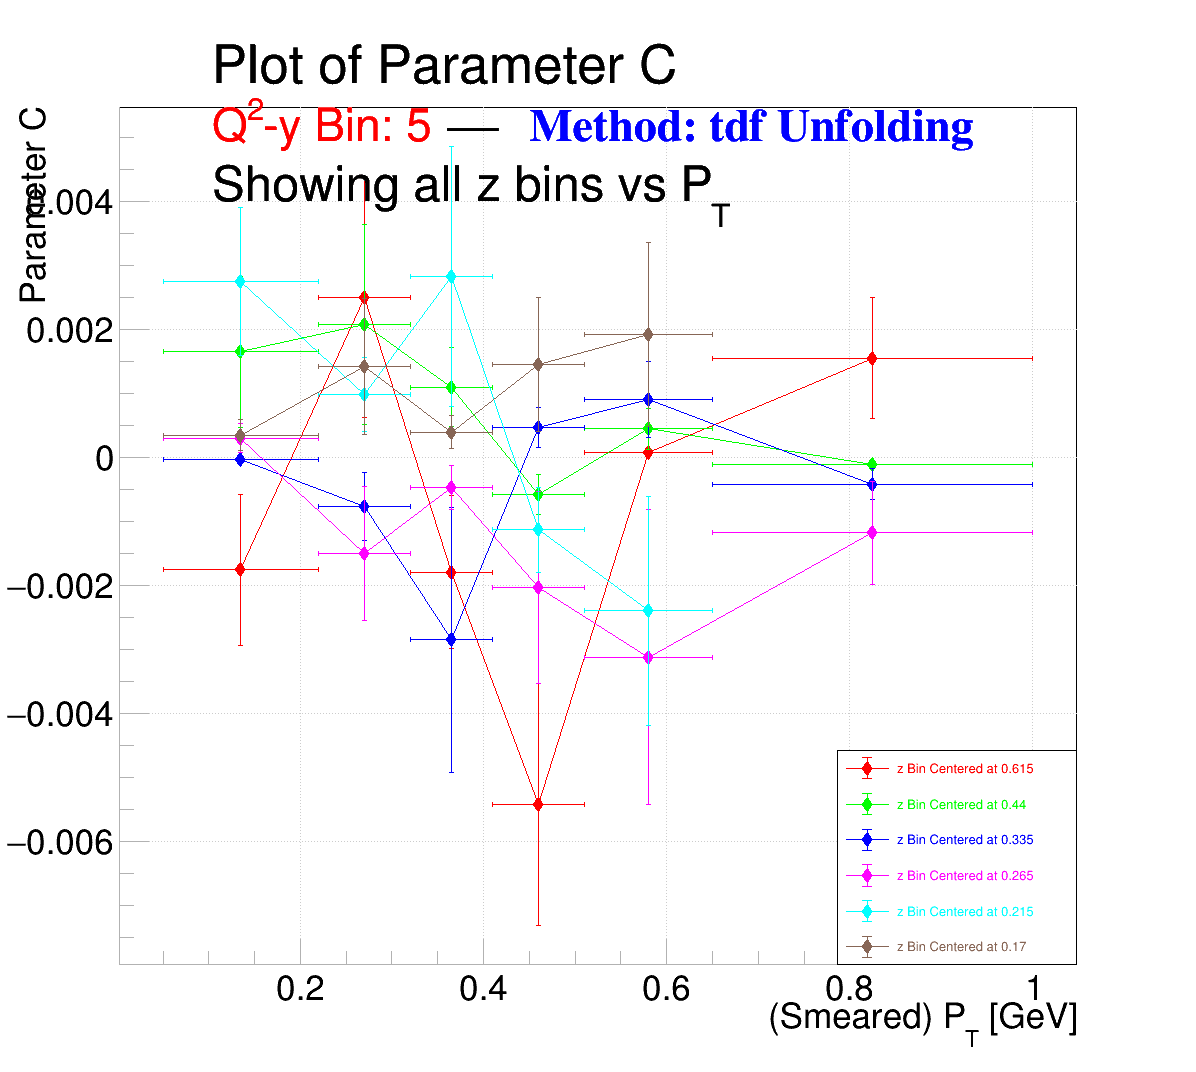 Plot of Parameter C
Q²-y Bin: 5 — Method: tdf Unfolding
Showing all z bins vs P_T
Parameter C
0.004
0.002
0
−0.002
−0.004
−0.006
z Bin Centered at 0.615
z Bin Centered at 0.44
z Bin Centered at 0.335
z Bin Centered at 0.265
z Bin Centered at 0.215
z Bin Centered at 0.17
0.2 0.4 0.6 0.8 1
(Smeared) P_T [GeV]